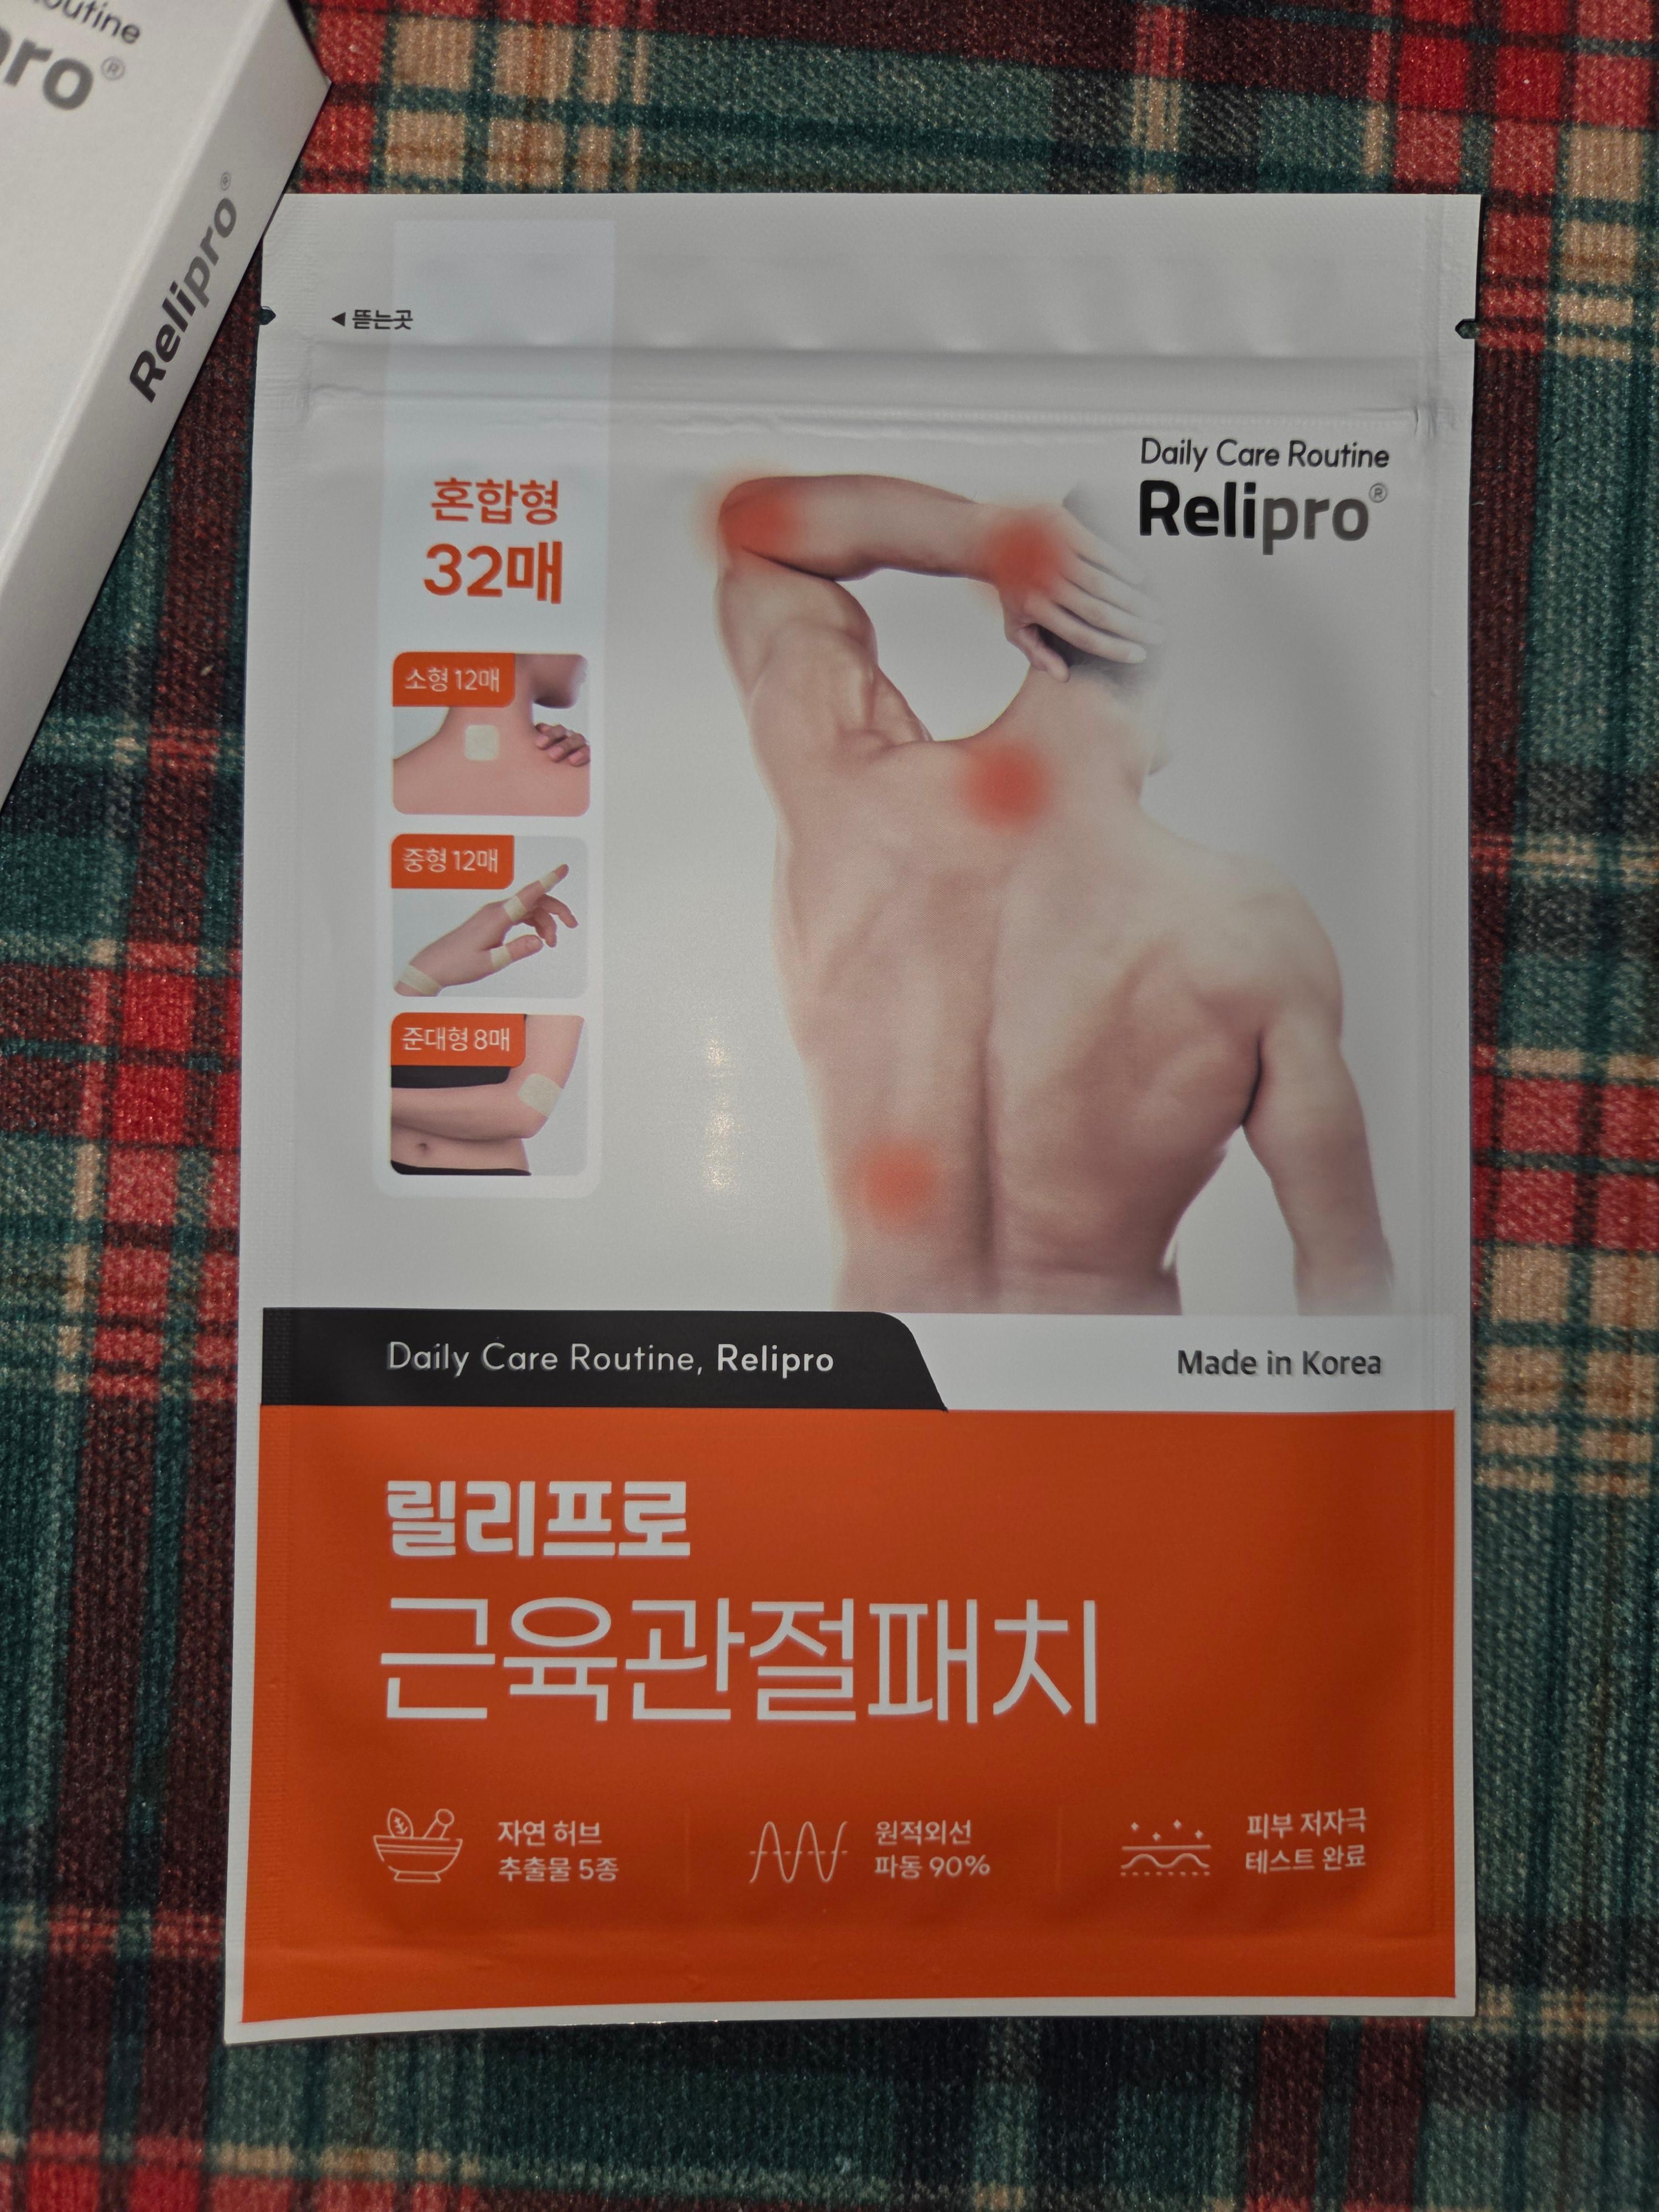 Relipro®
◀ 뜯는곳
Daily Care Routine
Relipro®
혼합형
32매
소형 12매
중형 12매
준대형 8매
Daily Care Routine, Relipro
Made in Korea
릴리프로
근육관절패치
자연 허브
추출물 5종
원적외선
파동 90%
피부 저자극
테스트 완료